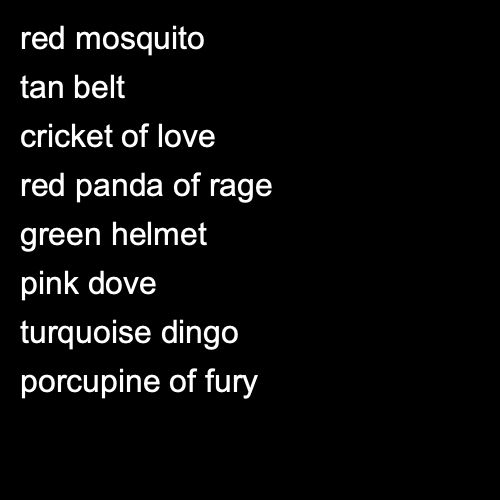 red mosquito
tan belt
cricket of love
red panda of rage
green helmet
pink dove
turquoise dingo
porcupine of fury